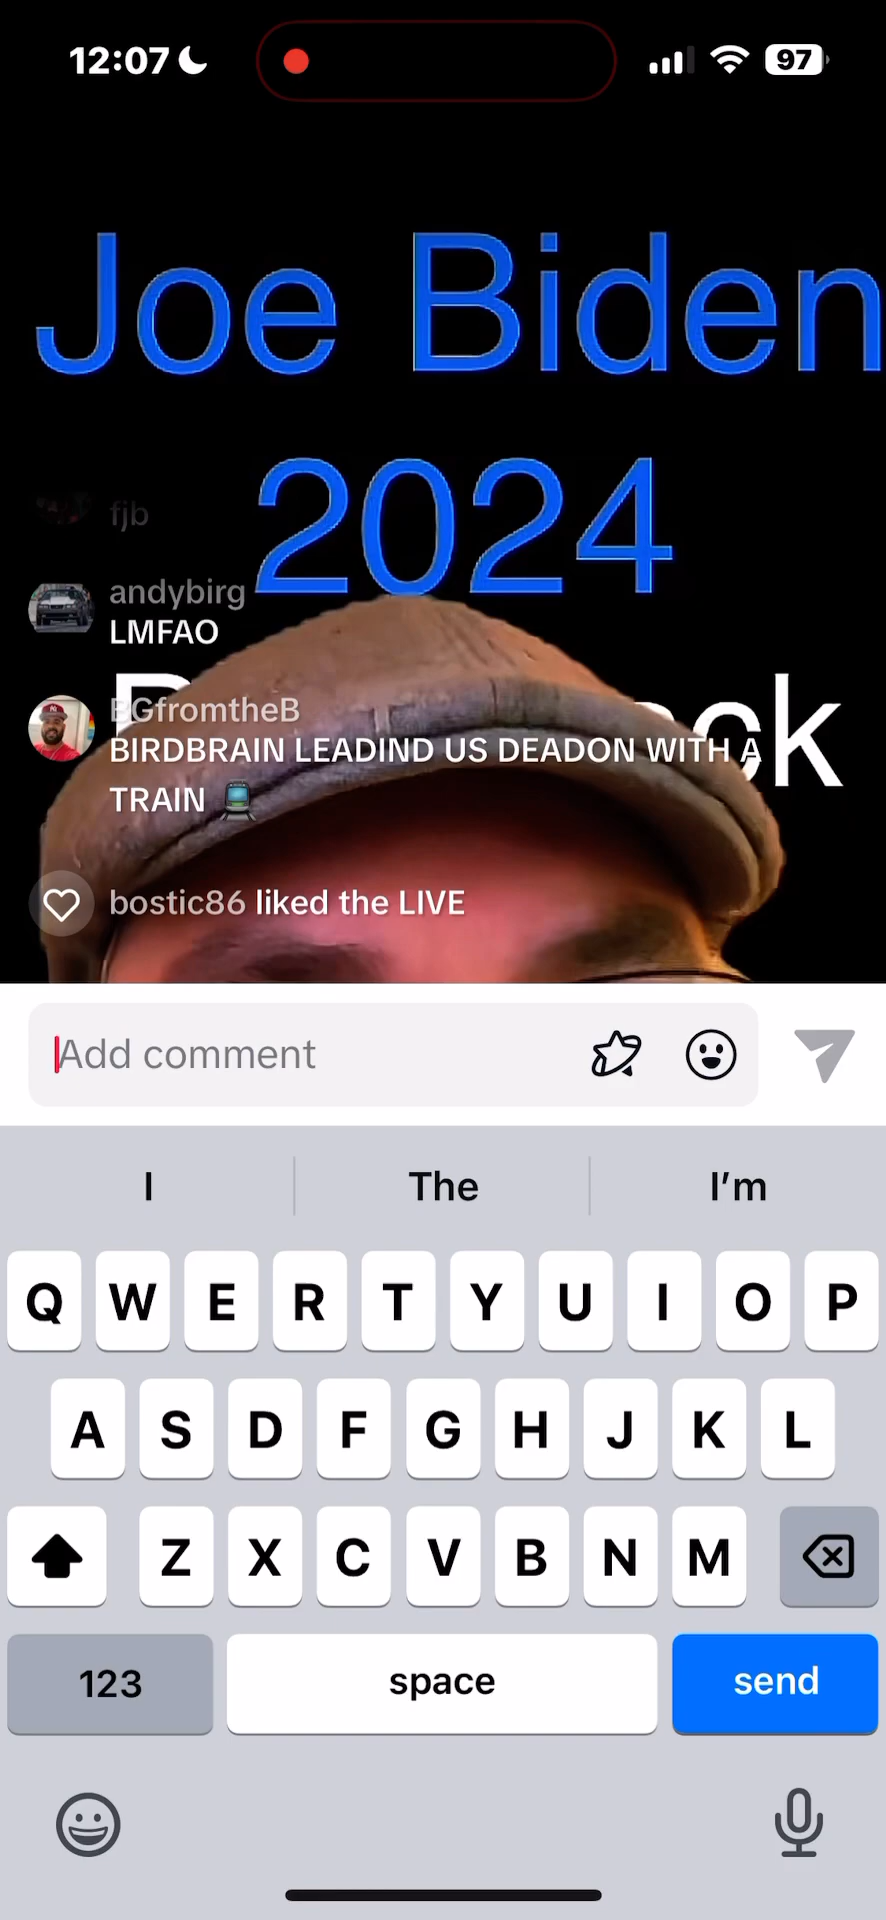 12:07
97
Joe Biden
2024
fjb
andybirg
LMFAO
BGfromtheB
BIRDBRAIN LEADIND US DEADON WITH A
TRAIN 🚊
ck
bostic86 liked the LIVE
Add comment
I The I'm
Q W E R T Y U I O P
A S D F G H J K L
Z X C V B N M
123 space send